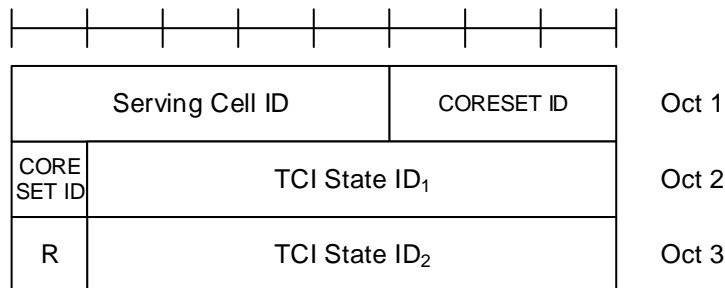 Serving Cell ID CORESET ID Oct 1
CORE
SET ID
TCI State ID₁ Oct 2
R TCI State ID₂ Oct 3